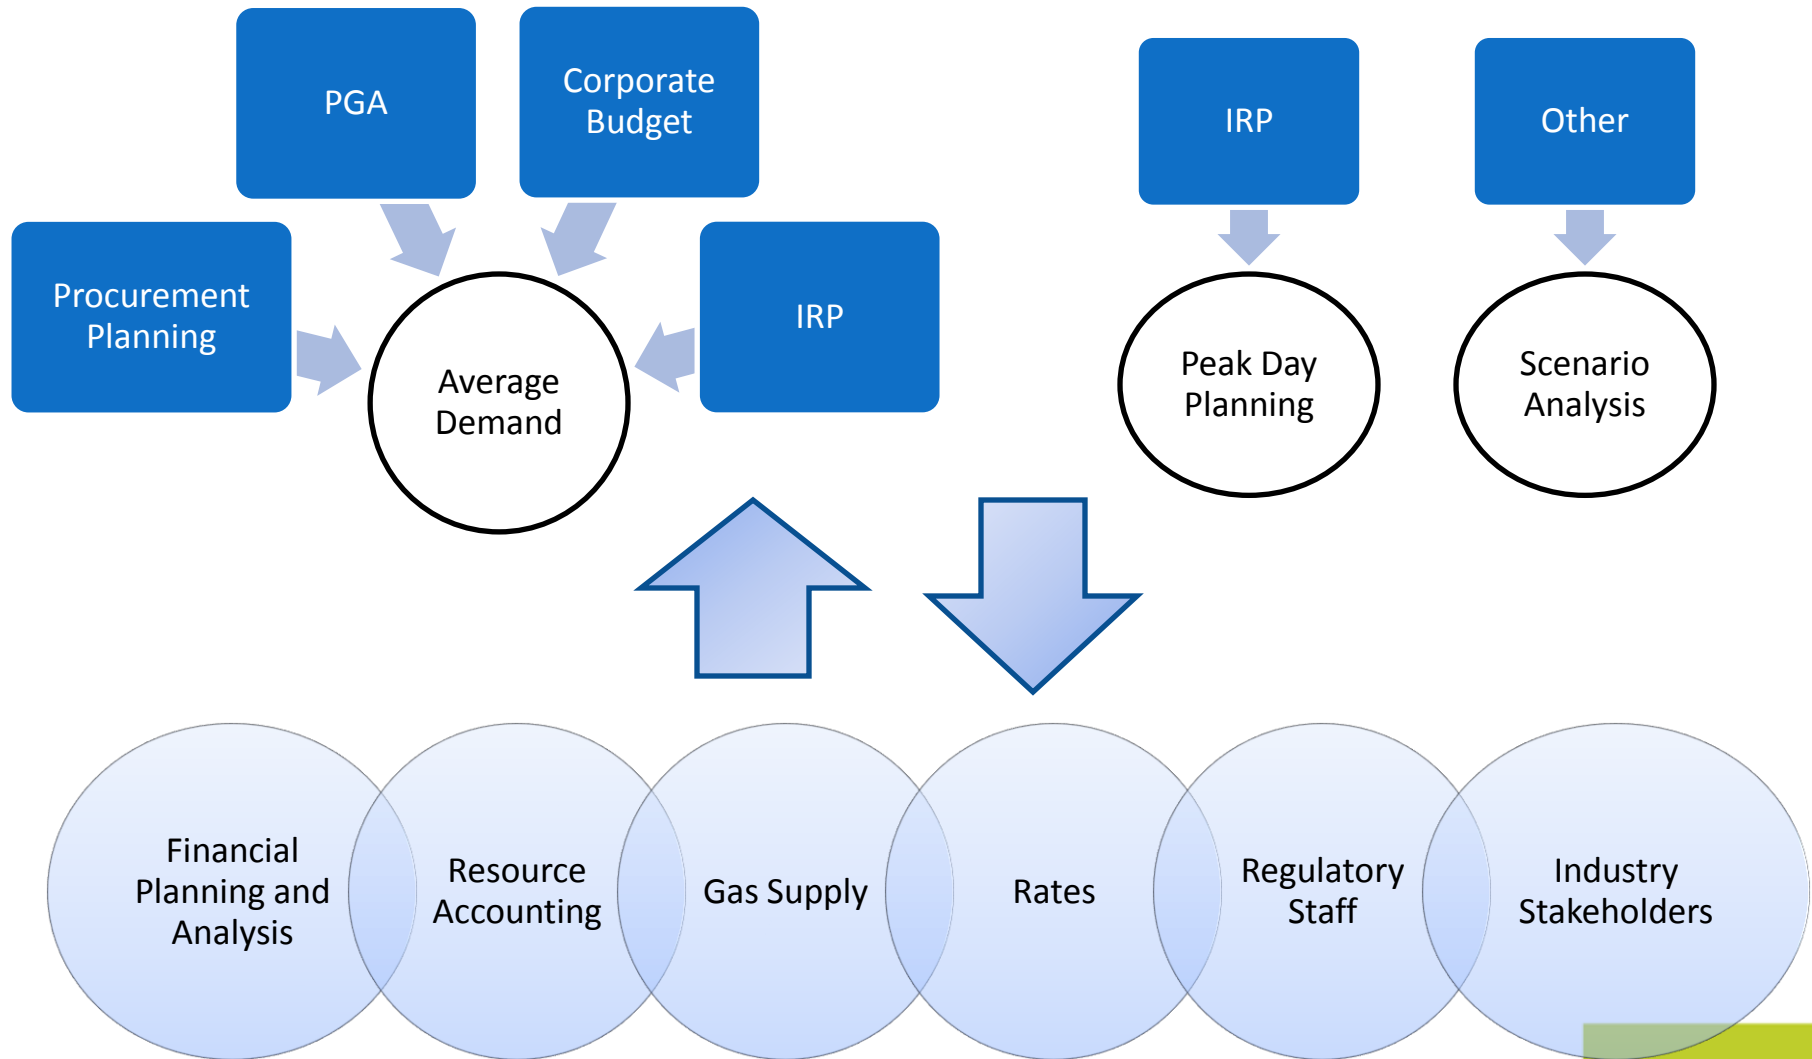 PGA
Corporate
Budget
IRP
Other
Procurement
Planning
IRP
Average
Demand
Peak Day
Planning
Scenario
Analysis
Financial
Planning and
Analysis
Resource
Accounting
Gas Supply
Rates
Regulatory
Staff
Industry
Stakeholders